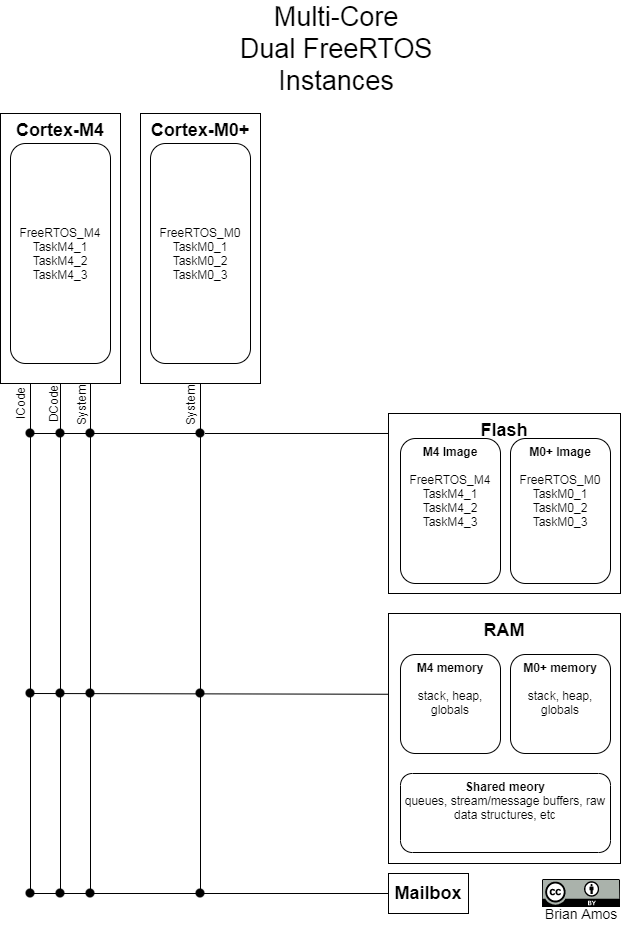 Multi-Core
Dual FreeRTOS
Instances
Cortex-M4
FreeRTOS_M4
TaskM4_1
TaskM4_2
TaskM4_3
Cortex-M0+
FreeRTOS_M0
TaskM0_1
TaskM0_2
TaskM0_3
ICode
DCode
System
System
Flash
M4 Image
FreeRTOS_M4
TaskM4_1
TaskM4_2
TaskM4_3
M0+ Image
FreeRTOS_M0
TaskM0_1
TaskM0_2
TaskM0_3
RAM
M4 memory
stack, heap,
globals
M0+ memory
stack, heap,
globals
Shared meory
queues, stream/message buffers, raw
data structures, etc
Mailbox
cc
BY
Brian Amos